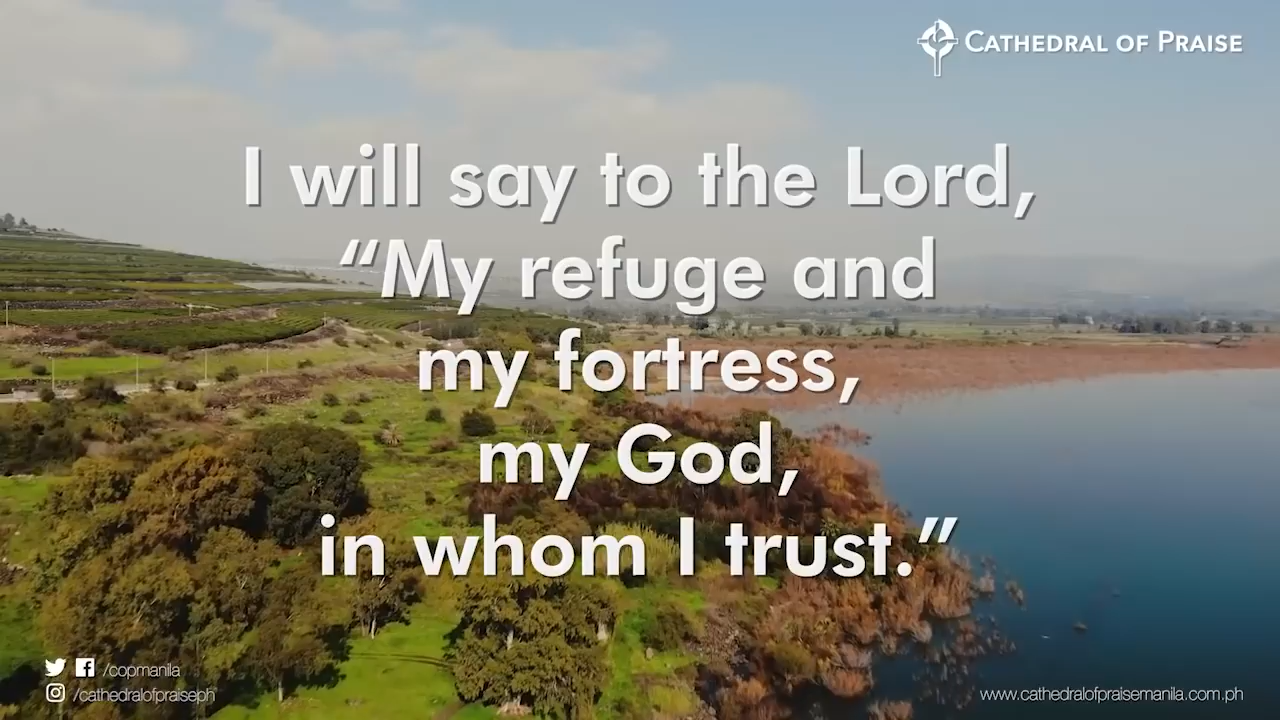 CATHEDRAL OF PRAISE
I will say to the Lord,
“My refuge and
my fortress,
my God,
in whom I trust.”
/copmanila
/cathedralofpraiseph
www.cathedralofpraisemanila.com.ph